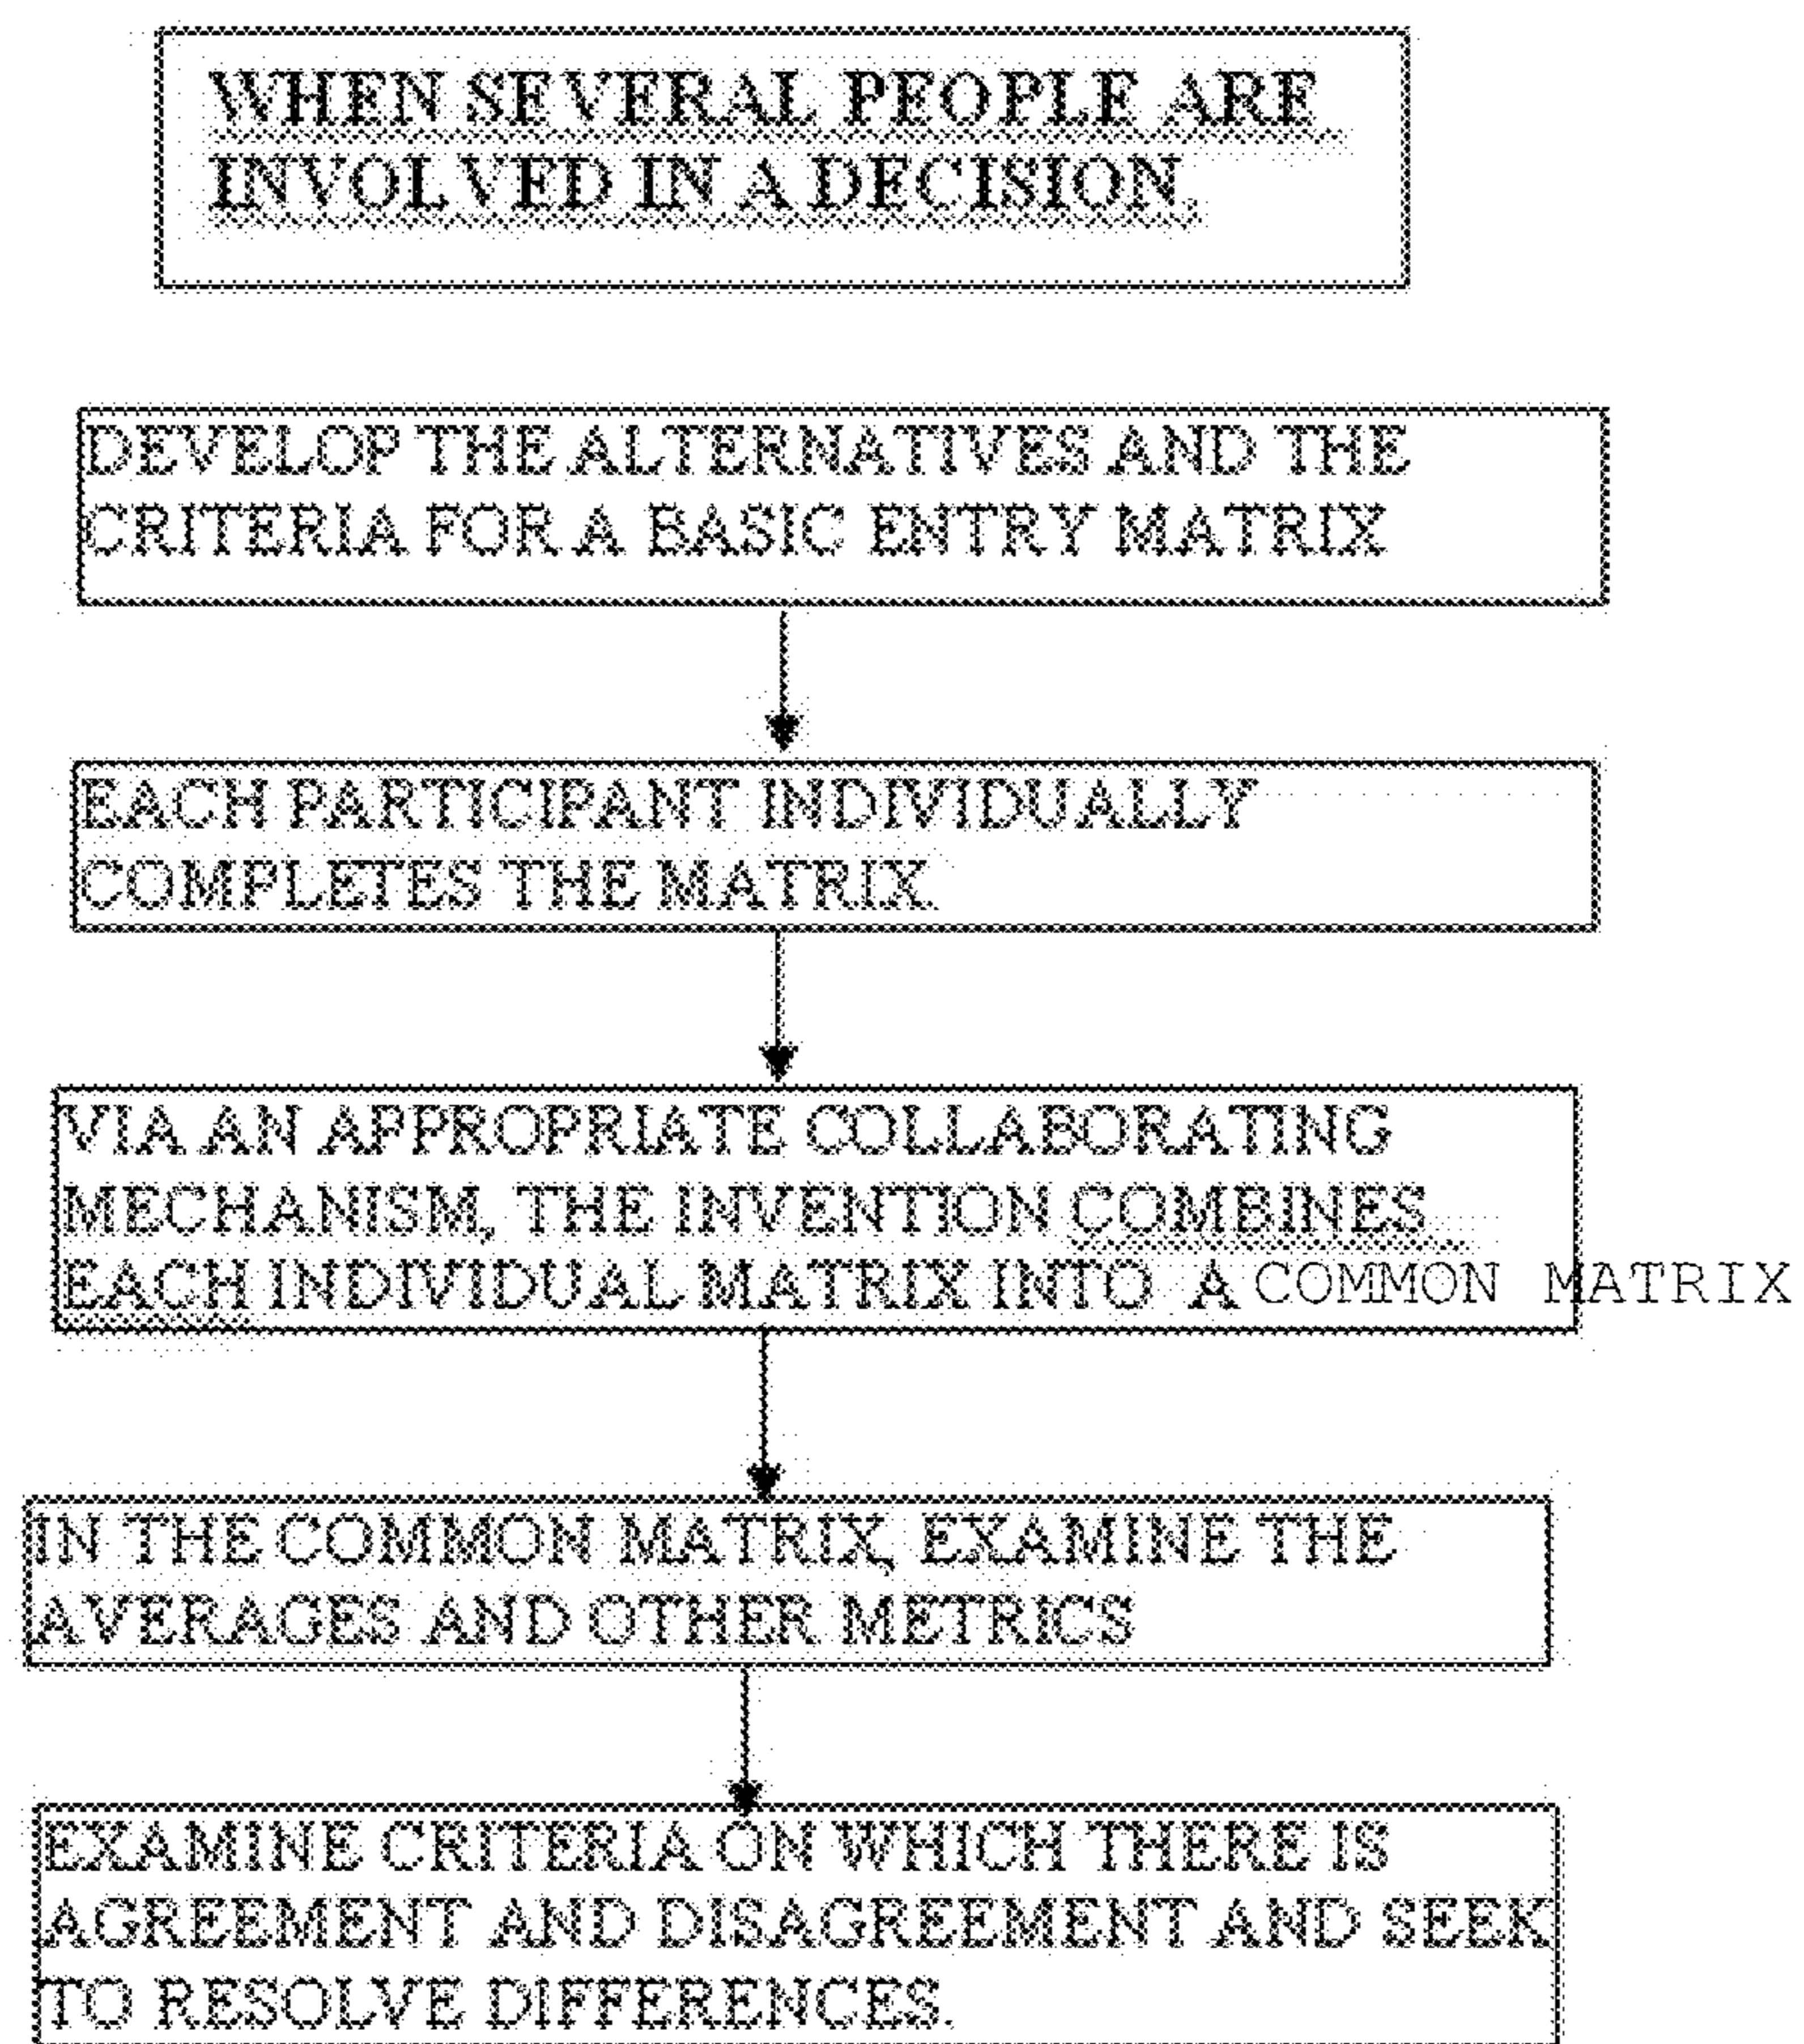 WHEN SEVERAL PEOPLE ARE
INVOLVED IN A DECISION.
DEVELOP THE ALTERNATIVES AND THE
CRITERIA FOR A BASIC ENTRY MATRIX
EACH PARTICIPANT INDIVIDUALLY
COMPLETES THE MATRIX.
VIA AN APPROPRIATE COLLABORATING
MECHANISM, THE INVENTION COMBINES
EACH INDIVIDUAL MATRIX INTO A COMMON MATRIX
IN THE COMMON MATRIX, EXAMINE THE
AVERAGES AND OTHER METRICS
EXAMINE CRITERIA ON WHICH THERE IS
AGREEMENT AND DISAGREEMENT AND SEEK
TO RESOLVE DIFFERENCES.